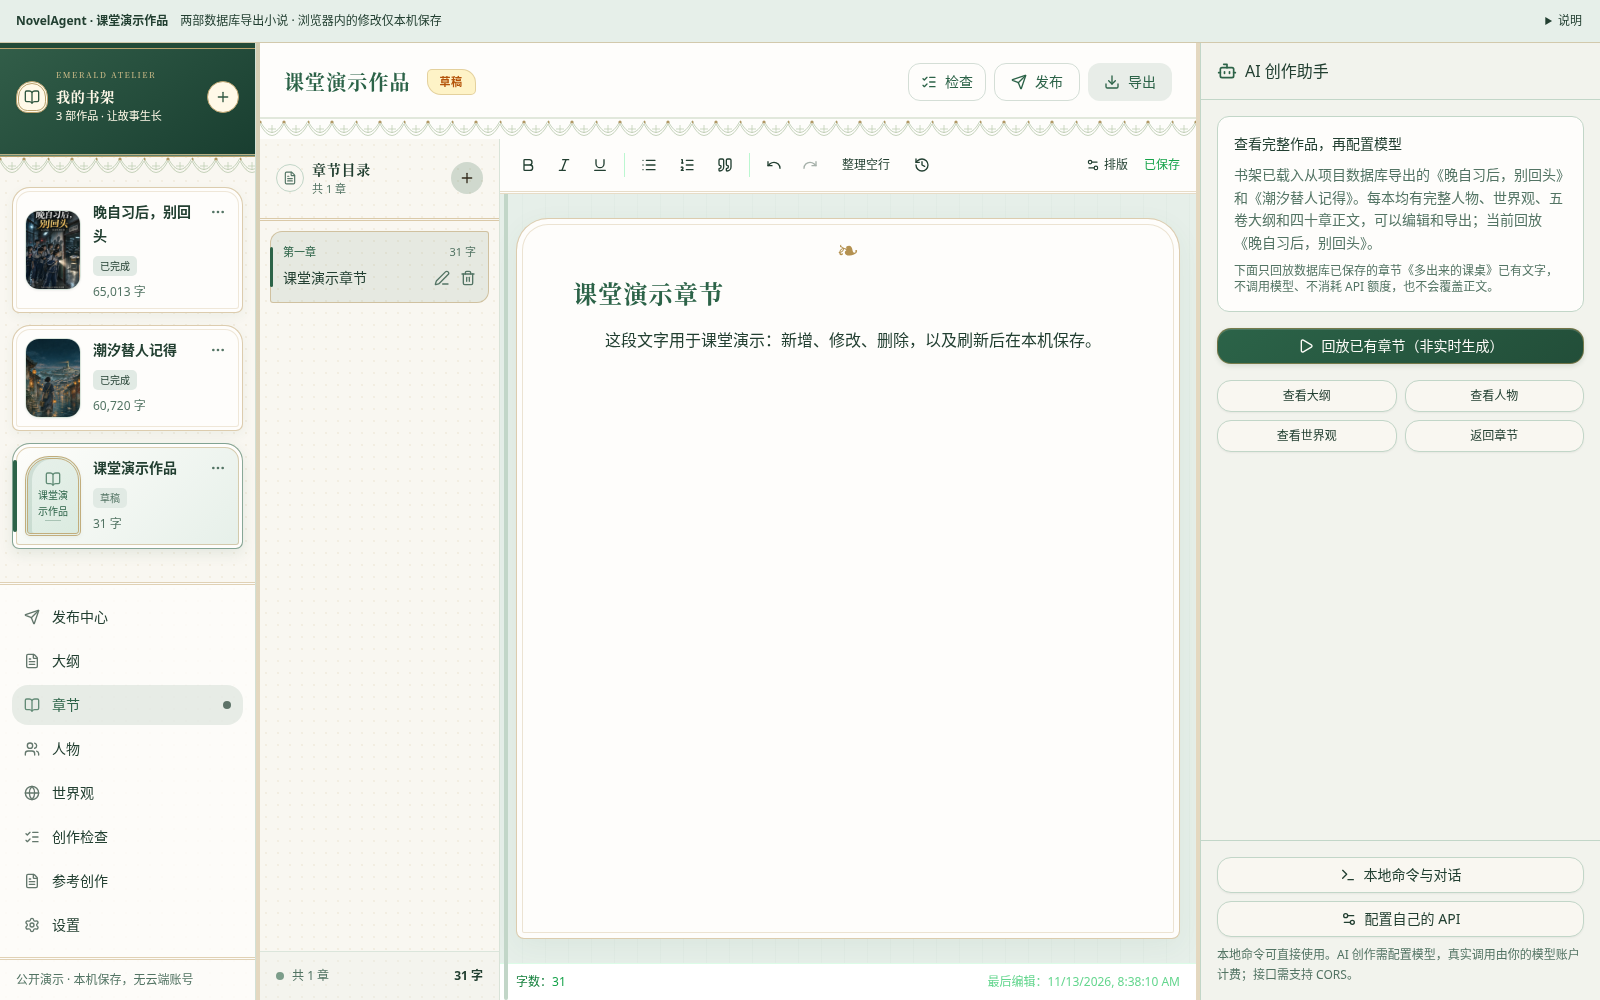 NovelAgent · 课堂演示作品 两部数据库导出小说 · 浏览器内的修改仅本机保存
说明
EMERALD ATELIER
我的书架
3 部作品 · 让故事生长
晚自习后，别回头
晚自习后，别回
头
已完成
65,013 字
潮汐替人记得
已完成
60,720 字
课堂演
示作品
课堂演示作品
草稿
31 字
发布中心
大纲
章节
人物
世界观
创作检查
参考创作
设置
公开演示 · 本机保存，无云端账号
课堂演示作品
草稿
检查
发布
导出
章节目录
共 1 章
第一章
31 字
课堂演示章节
共 1 章
31 字
整理空行
排版
已保存
课堂演示章节
这段文字用于课堂演示：新增、修改、删除，以及刷新后在本机保存。
字数：31
最后编辑：11/13/2026, 8:38:10 AM
AI 创作助手
查看完整作品，再配置模型
书架已载入从项目数据库导出的《晚自习后，别回头》
和《潮汐替人记得》。每本均有完整人物、世界观、五
卷大纲和四十章正文，可以编辑和导出；当前回放
《晚自习后，别回头》。
下面只回放数据库已保存的章节《多出来的课桌》已有文字，
不调用模型、不消耗 API 额度，也不会覆盖正文。
回放已有章节（非实时生成）
查看大纲
查看人物
查看世界观
返回章节
本地命令与对话
配置自己的 API
本地命令可直接使用。AI 创作需配置模型，真实调用由你的模型账户
计费；接口需支持 CORS。